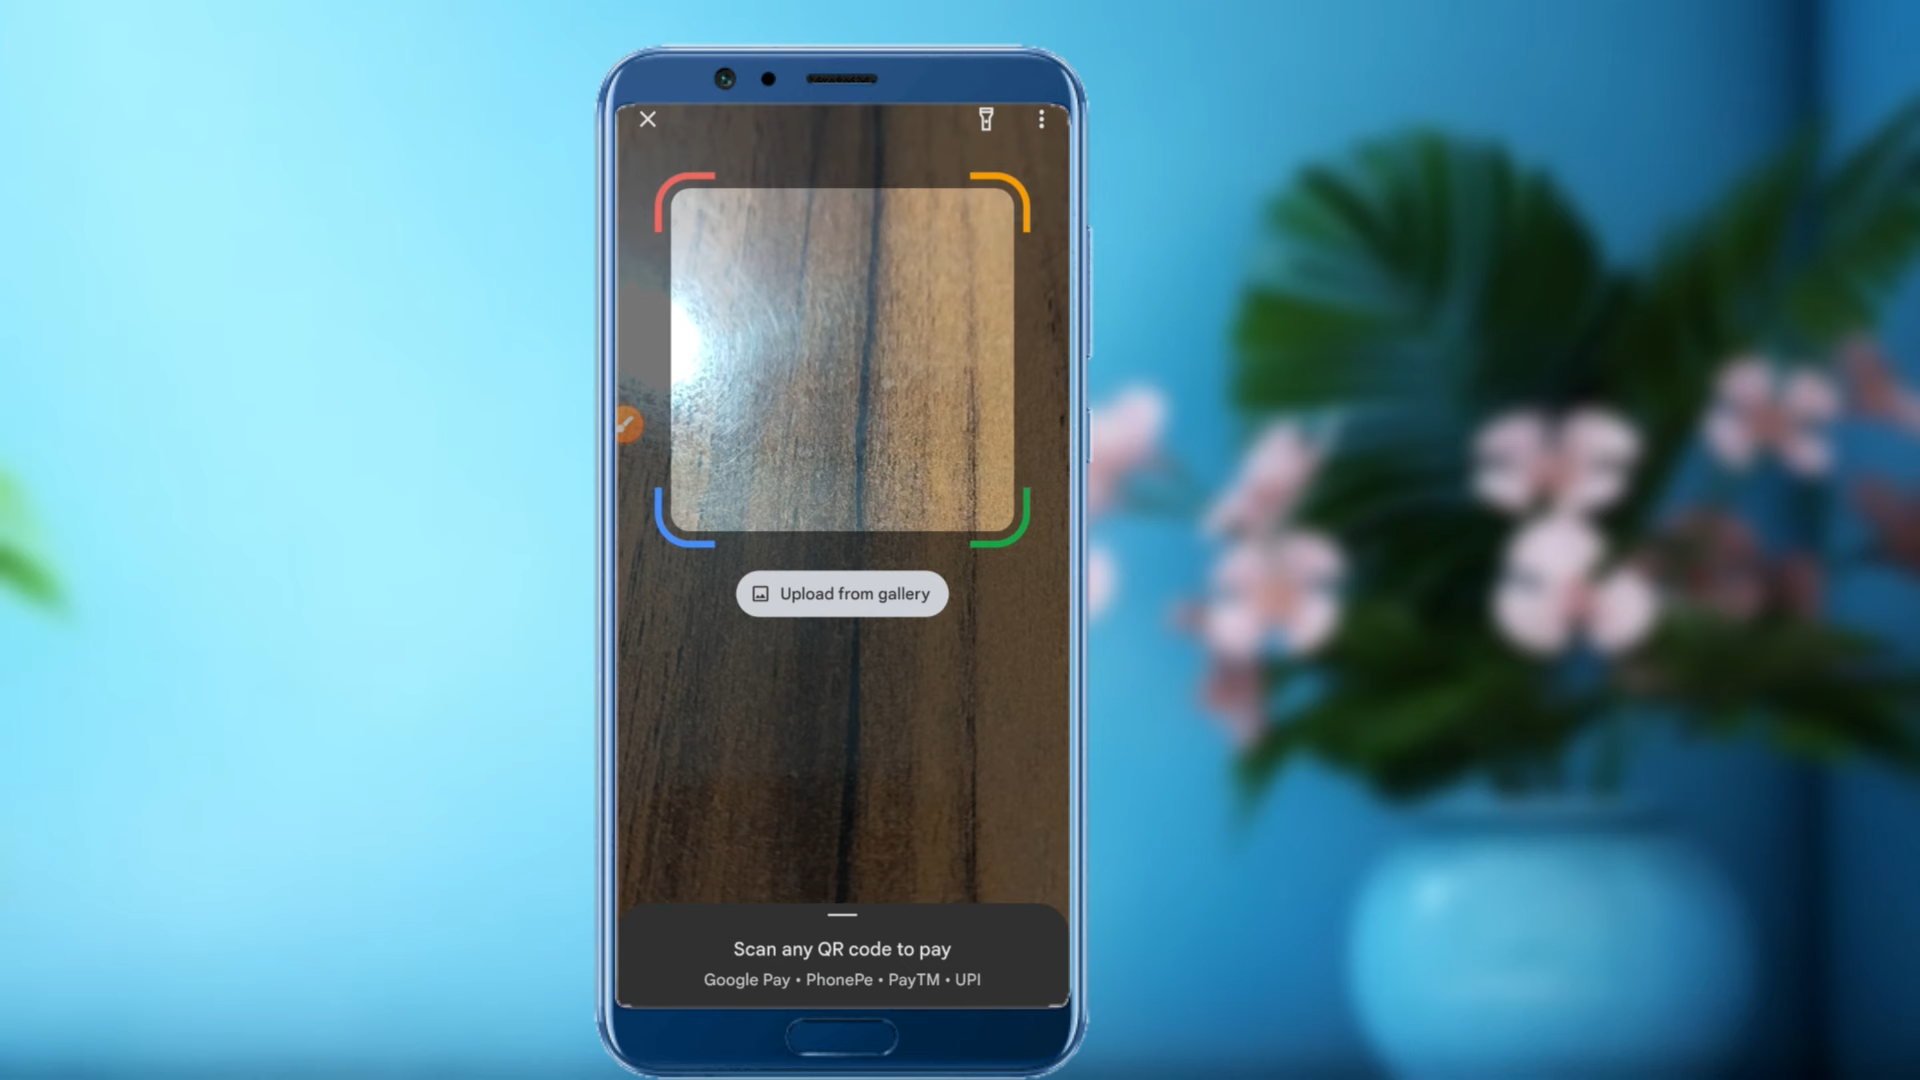 Upload from gallery
Scan any QR code to pay
Google Pay • PhonePe • PayTM • UPI